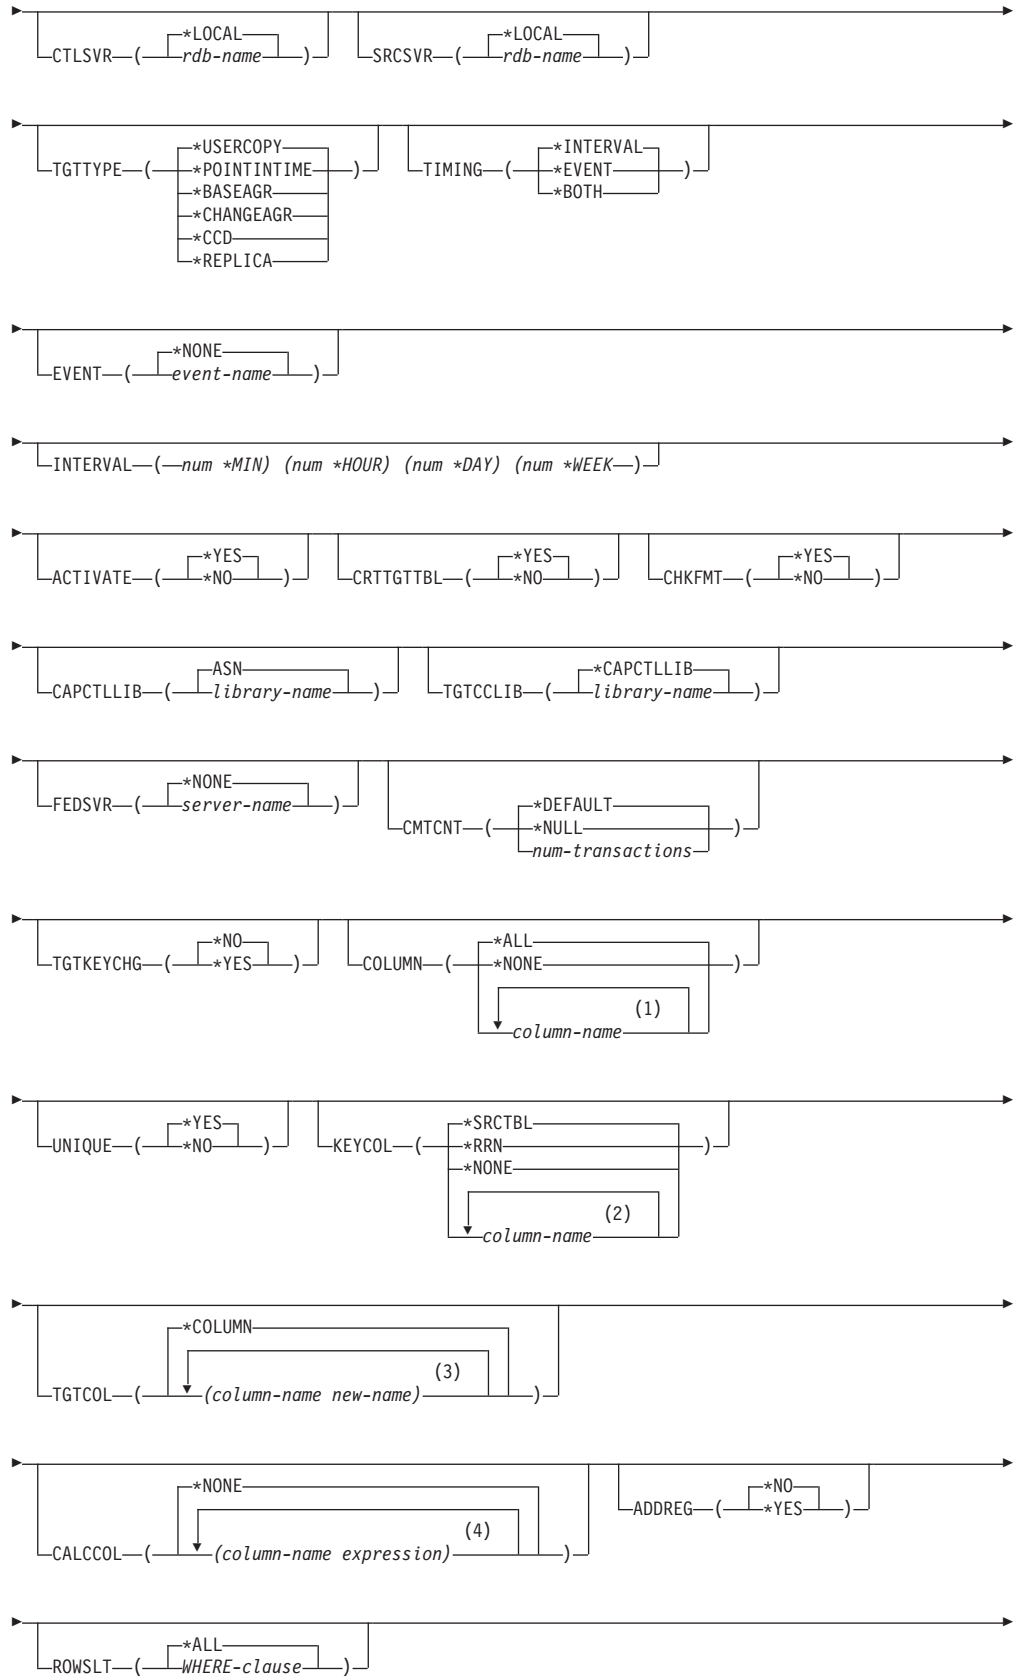 *LOCAL *LOCAL
CTLSVR ( rdb-name ) SRCSVR ( rdb-name )
*USERCOPY *INTERVAL
TGTTYPE ( *POINTINTIME ) TIMING ( *EVENT )
*BASEAGR *BOTH
*CHANGEAGR
*CCD
*REPLICA
*NONE
EVENT ( event-name )
INTERVAL ( num *MIN) (num *HOUR) (num *DAY) (num *WEEK )
*YES *YES *YES
ACTIVATE ( *NO ) CRTTGTTBL ( *NO ) CHKFMT ( *NO )
ASN *CAPCTLLIB
CAPCTLLIB ( library-name ) TGTCCLIB ( library-name )
*NONE *DEFAULT
FEDSVR ( server-name ) CMTCNT ( *NULL )
num-transactions
*NO *ALL
TGTKEYCHG ( *YES ) COLUMN ( *NONE )
(1)
column-name
*YES *SRCTBL
UNIQUE ( *NO ) KEYCOL ( *RRN )
*NONE
(2)
column-name
*COLUMN
(3)
TGTCOL ( (column-name new-name) )
*NONE *NO
(4) ADDREG ( *YES )
CALCCOL ( (column-name expression) )
*ALL
ROWSLT ( WHERE-clause )